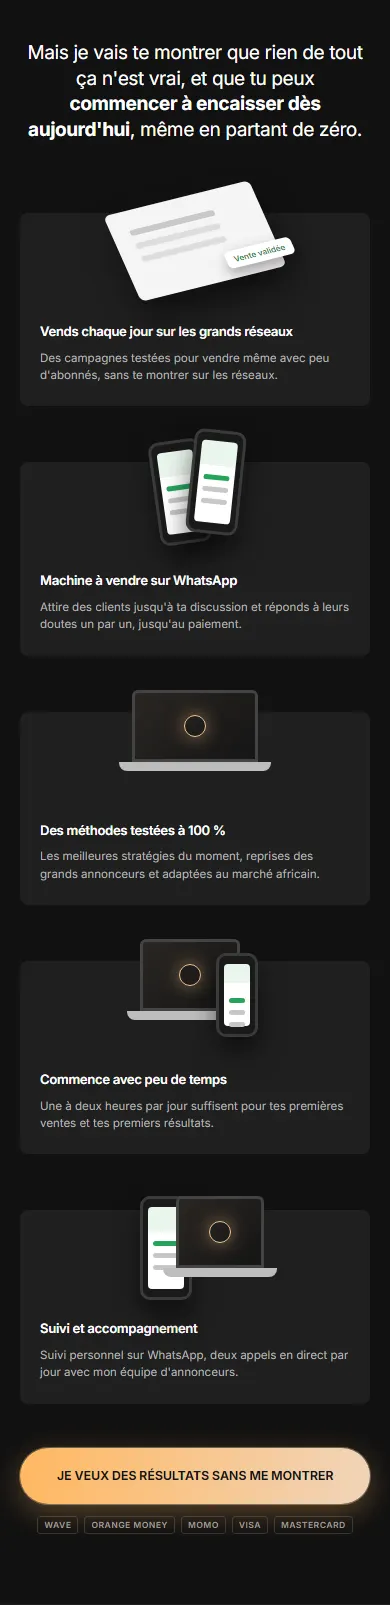 Mais je vais te montrer que rien de tout
ça n'est vrai, et que tu peux
commencer à encaisser dès
aujourd'hui, même en partant de zéro.
Vente validée
Vends chaque jour sur les grands réseaux
Des campagnes testées pour vendre même avec peu
d'abonnés, sans te montrer sur les réseaux.
Machine à vendre sur WhatsApp
Attire des clients jusqu'à ta discussion et réponds à leurs
doutes un par un, jusqu'au paiement.
Des méthodes testées à 100 %
Les meilleures stratégies du moment, reprises des
grands annonceurs et adaptées au marché africain.
Commence avec peu de temps
Une à deux heures par jour suffisent pour tes premières
ventes et tes premiers résultats.
Suivi et accompagnement
Suivi personnel sur WhatsApp, deux appels en direct par
jour avec mon équipe d'annonceurs.
JE VEUX DES RÉSULTATS SANS ME MONTRER
WAVE ORANGE MONEY MOMO VISA MASTERCARD